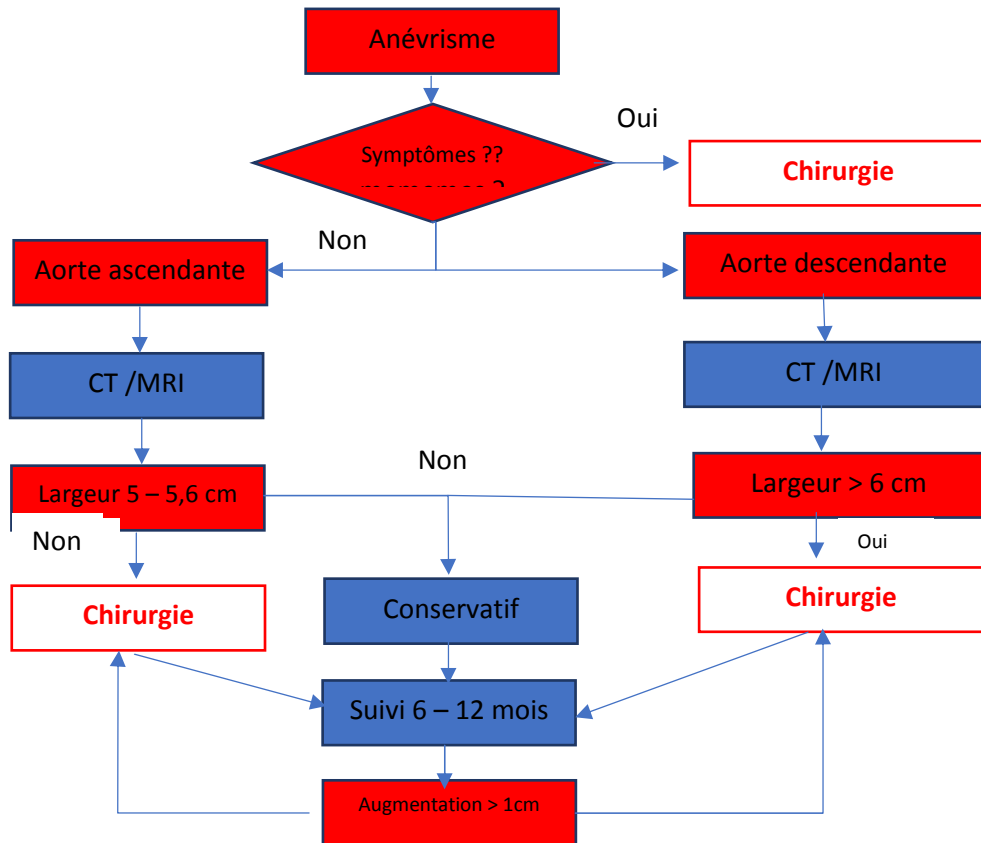 Anévrisme
Oui
Symptômes ??
Chirurgie
Non
Aorte ascendante
Aorte descendante
CT /MRI
CT /MRI
Non
Largeur 5 – 5,6 cm
Largeur > 6 cm
Non
Oui
Chirurgie
Conservatif
Chirurgie
Suivi 6 – 12 mois
Augmentation > 1cm